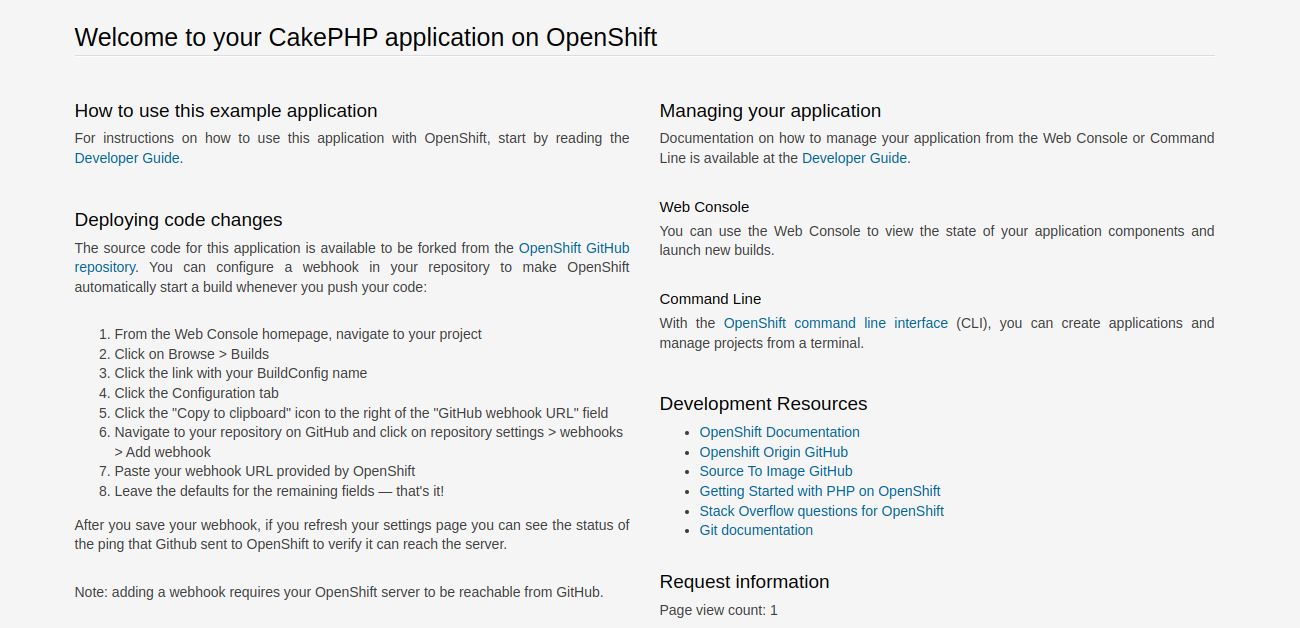 Welcome to your CakePHP application on OpenShift
How to use this example application
For instructions on how to use this application with OpenShift, start by reading the
Developer Guide.
Deploying code changes
The source code for this application is available to be forked from the OpenShift GitHub
repository. You can configure a webhook in your repository to make OpenShift
automatically start a build whenever you push your code:
1. From the Web Console homepage, navigate to your project
2. Click on Browse > Builds
3. Click the link with your BuildConfig name
4. Click the Configuration tab
5. Click the "Copy to clipboard" icon to the right of the "GitHub webhook URL" field
6. Navigate to your repository on GitHub and click on repository settings > webhooks
> Add webhook
7. Paste your webhook URL provided by OpenShift
8. Leave the defaults for the remaining fields — that's it!
After you save your webhook, if you refresh your settings page you can see the status of
the ping that Github sent to OpenShift to verify it can reach the server.
Note: adding a webhook requires your OpenShift server to be reachable from GitHub.
Managing your application
Documentation on how to manage your application from the Web Console or Command
Line is available at the Developer Guide.
Web Console
You can use the Web Console to view the state of your application components and
launch new builds.
Command Line
With the OpenShift command line interface (CLI), you can create applications and
manage projects from a terminal.
Development Resources
• OpenShift Documentation
• Openshift Origin GitHub
• Source To Image GitHub
• Getting Started with PHP on OpenShift
• Stack Overflow questions for OpenShift
• Git documentation
Request information
Page view count: 1